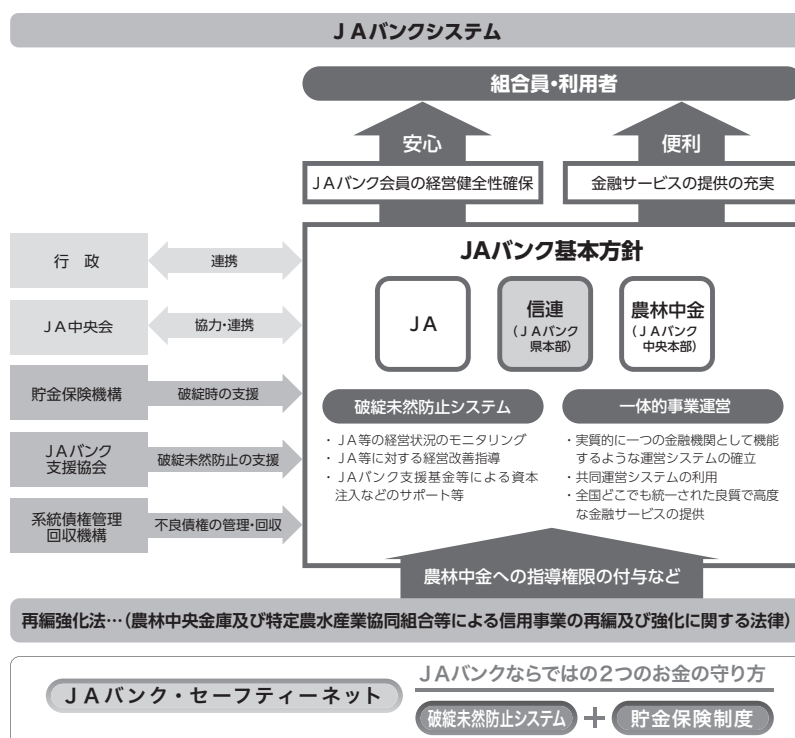 ＪＡバンクシステム
組合員・利用者
安心
便利
ＪＡバンク会員の経営健全性確保
金融サービスの提供の充実
JAバンク基本方針
行　政
連携
ＪＡ中央会
協力・連携
貯金保険機構
破綻時の支援
ＪＡバンク
支援協会
破綻未然防止の支援
系統債権管理
回収機構
不良債権の管理・回収
ＪＡ
信連
（ＪＡバンク
県本部）
農林中金
（ＪＡバンク
中央本部）
破綻未然防止システム
・ＪＡ等の経営状況のモニタリング
・ＪＡ等に対する経営改善指導
・ＪＡバンク支援基金等による資本
注入などのサポート等
一体的事業運営
・実質的に一つの金融機関として機能
するような運営システムの確立
・共同運営システムの利用
・全国どこでも統一された良質で高度
な金融サービスの提供
農林中金への指導権限の付与など
再編強化法…（農林中央金庫及び特定農水産業協同組合等による信用事業の再編及び強化に関する法律）
ＪＡバンク・セーフティーネット
ＪＡバンクならではの２つのお金の守り方
破綻未然防止システム ＋ 貯金保険制度